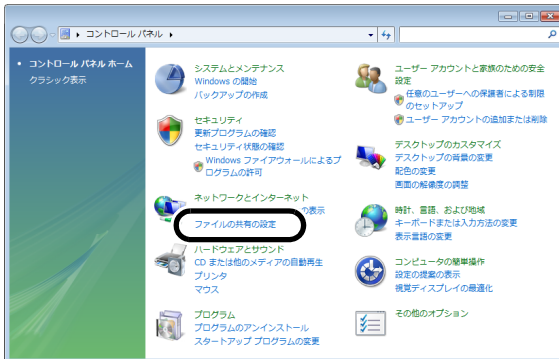 コントロール パネル
コントロール パネル ホーム
クラシック表示
システムとメンテナンス
Windows の開始
バックアップの作成
セキュリティ
更新プログラムの確認
セキュリティ状態の確認
Windows ファイアウォールによるプ
ログラムの許可
ネットワークとインターネット
の表示
ファイルの共有の設定
ハードウェアとサウンド
CD または他のメディアの自動再生
プリンタ
マウス
プログラム
プログラムのアンインストール
スタートアップ プログラムの変更
ユーザー アカウントと家族のための安全
設定
任意のユーザーへの保護者による制限
のセットアップ
ユーザー アカウントの追加または削除
デスクトップのカスタマイズ
デスクトップの背景の変更
配色の変更
画面の解像度の調整
時計、言語、および地域
キーボードまたは入力方法の変更
表示言語の変更
コンピュータの簡単操作
設定の提案の表示
視覚ディスプレイの最適化
その他のオプション